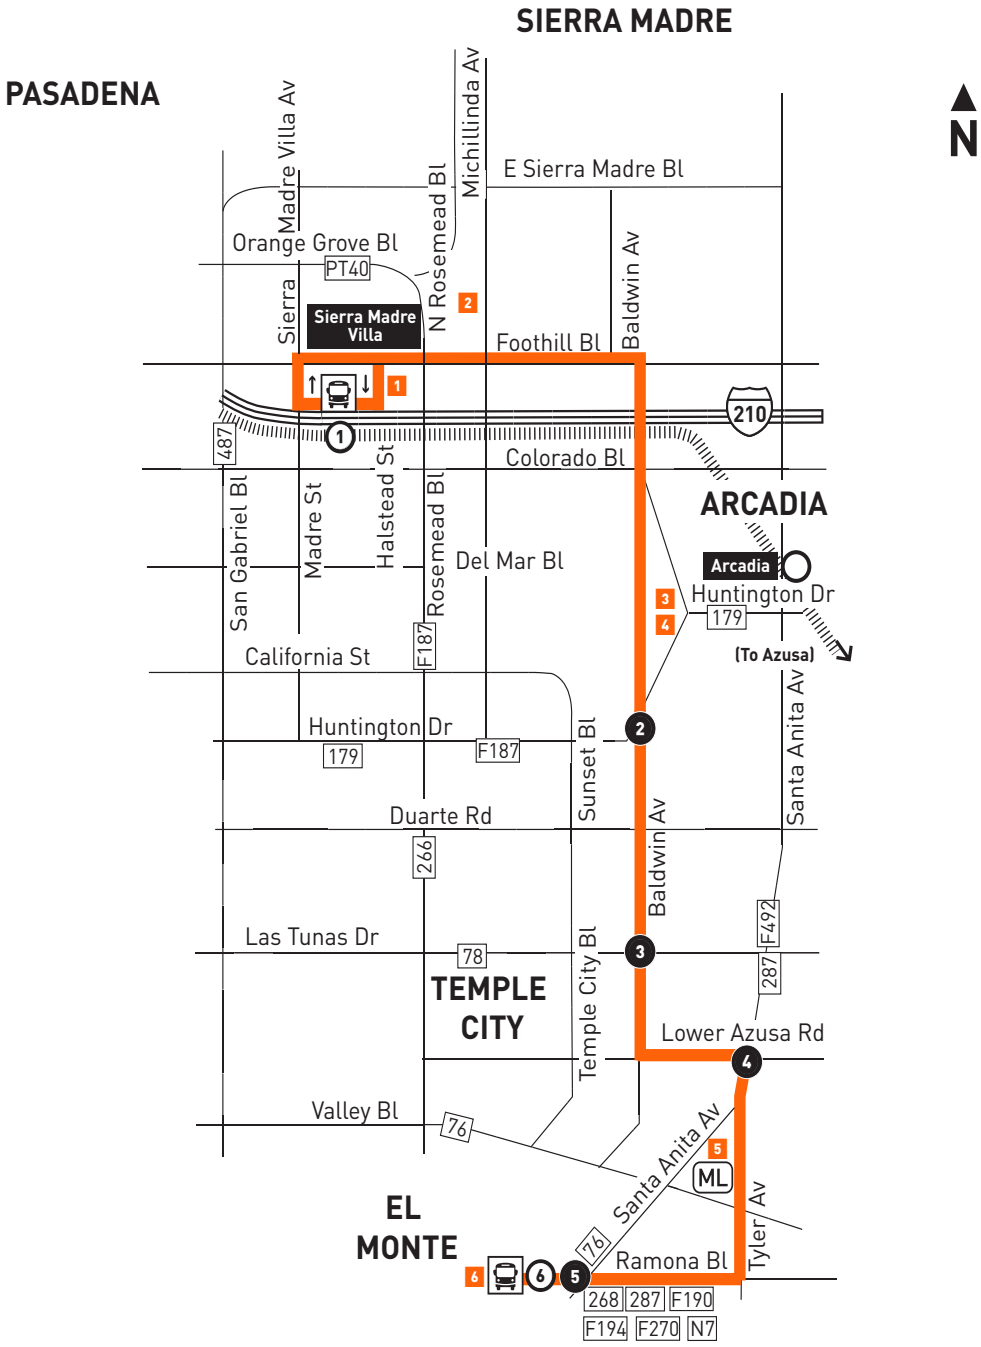 SIERRA MADRE
PASADENA
N
Sierra Madre Villa Av
Michillinda Av
E Sierra Madre Bl
N Rosemead Bl
Orange Grove Bl
PT40
Baldwin Av
2
Sierra Madre
Villa
Foothill Bl
1
210
1
487
Colorado Bl
ARCADIA
San Gabriel Bl
Madre St
Halstead St
Rosemead Bl
Del Mar Bl
Arcadia
3
Huntington Dr
4
179
F187
(To Azusa)
California St
Santa Anita Av
Huntington Dr
179
F187
Sunset Bl
2
Duarte Rd
Baldwin Av
266
F492
Las Tunas Dr
78
3
287
TEMPLE
CITY
Temple City Bl
Lower Azusa Rd
4
Valley Bl
76
Santa Anita Av
5
ML
EL
MONTE
Tyler Av
76
Ramona Bl
6
6
5
268
287
F190
F194
F270
N7